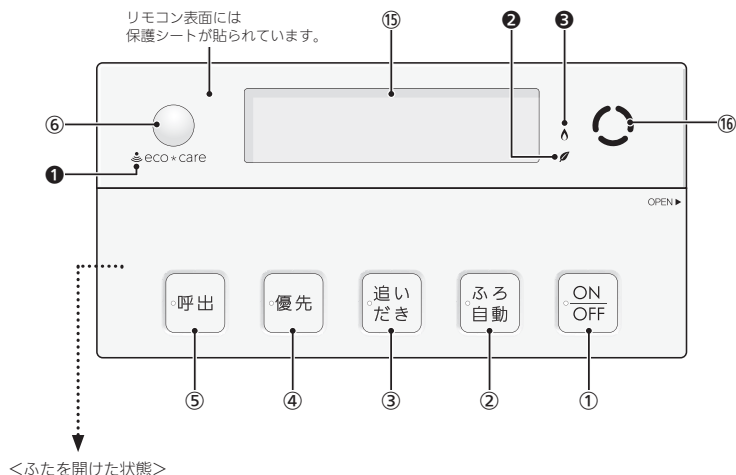 リモコン表面には
保護シートが貼られています。
⑮
❷
❸
⑥
⑯
eco*care
❶
OPEN▶
呼出
優先
追い
だき
ふろ
自動
ON
OFF
⑤
④
③
②
①
<ふたを開けた状態>